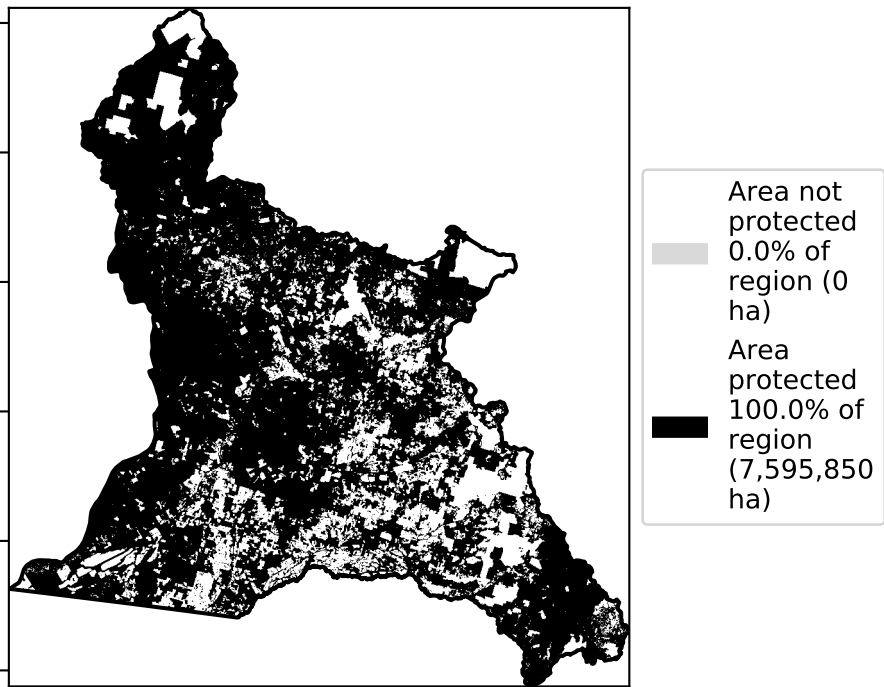 Area not
protected
0.0% of
region (0
ha)
Area
protected
100.0% of
region
(7,595,850
ha)